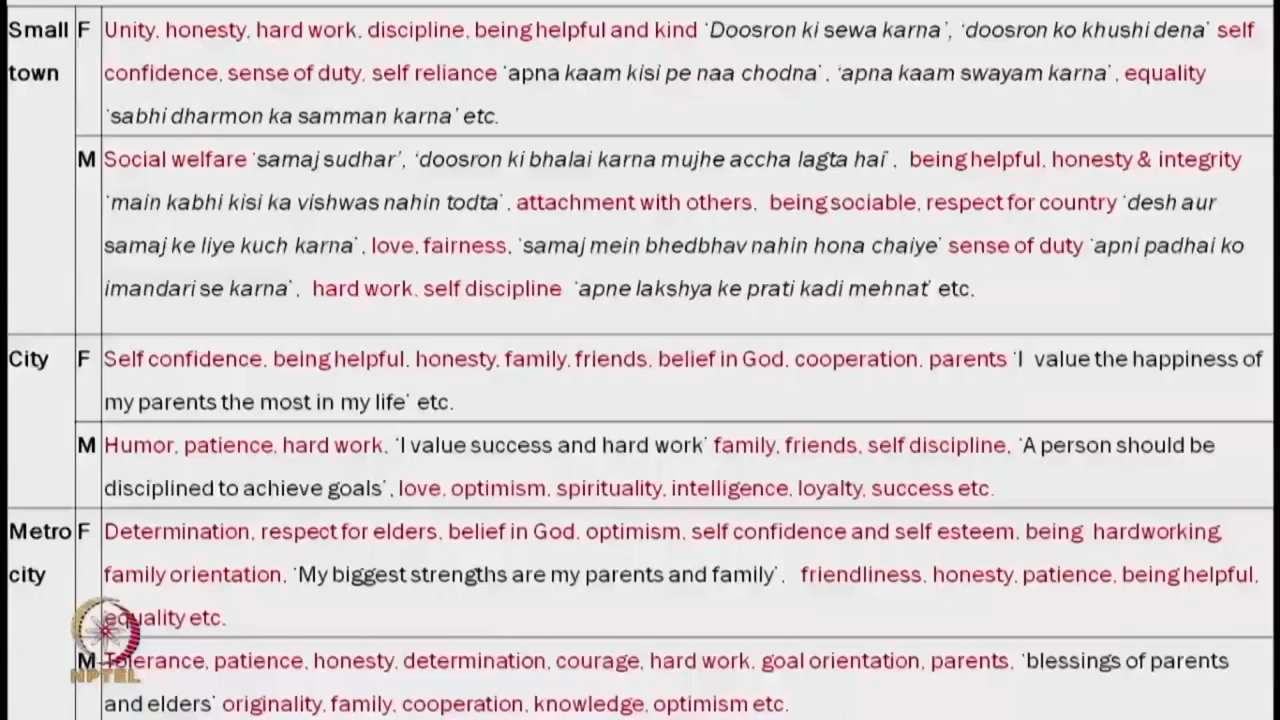 Small F Unity, honesty, hard work, discipline, being helpful and kind ‘Doosron ki sewa karna’, ‘doosron ko khushi dena’ self
town confidence, sense of duty, self reliance ‘apna kaam kisi pe naa chodna’, ‘apna kaam swayam karna’, equality
‘sabhi dharmon ka samman karna’ etc.
M Social welfare ‘samaj sudhar’, ‘doosron ki bhalai karna mujhe accha lagta hai’, being helpful, honesty & integrity
‘main kabhi kisi ka vishwas nahin todta’, attachment with others, being sociable, respect for country ‘desh aur
samaj ke liye kuch karna’, love, fairness, ‘samaj mein bhedbhav nahin hona chaiye’ sense of duty ‘apni padhai ko
imandari se karna’, hard work, self discipline ‘apne lakshya ke prati kadi mehnat’ etc.
City F Self confidence, being helpful, honesty, family, friends, belief in God, cooperation, parents ‘I value the happiness of
my parents the most in my life’ etc.
M Humor, patience, hard work, ‘I value success and hard work’ family, friends, self discipline, ‘A person should be
disciplined to achieve goals’, love, optimism, spirituality, intelligence, loyalty, success etc.
Metro F Determination, respect for elders, belief in God, optimism, self confidence and self esteem, being hardworking,
city family orientation, ‘My biggest strengths are my parents and family’, friendliness, honesty, patience, being helpful,
equality etc.
M Tolerance, patience, honesty, determination, courage, hard work, goal orientation, parents, ‘blessings of parents
NPTEL
and elders’ originality, family, cooperation, knowledge, optimism etc.